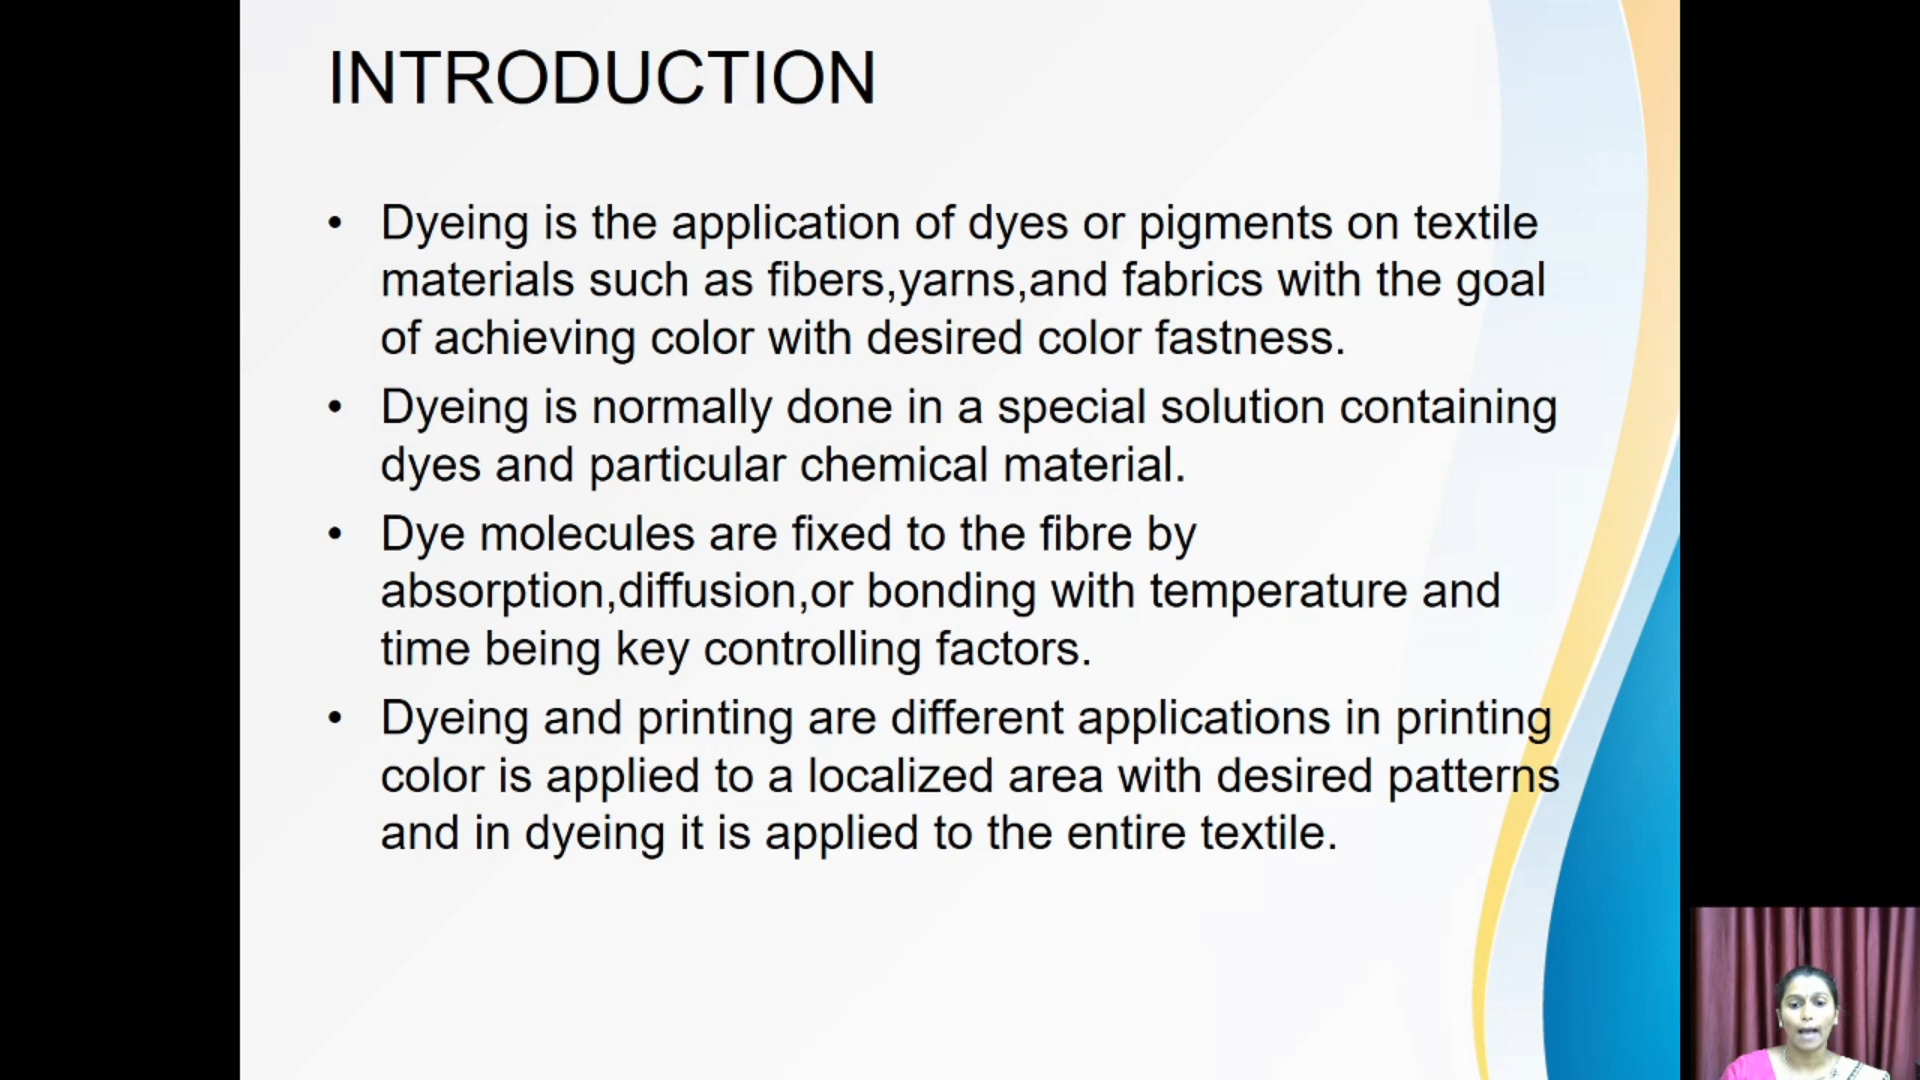 INTRODUCTION
• Dyeing is the application of dyes or pigments on textile
materials such as fibers,yarns,and fabrics with the goal
of achieving color with desired color fastness.
• Dyeing is normally done in a special solution containing
dyes and particular chemical material.
• Dye molecules are fixed to the fibre by
absorption,diffusion,or bonding with temperature and
time being key controlling factors.
• Dyeing and printing are different applications in printing
color is applied to a localized area with desired patterns
and in dyeing it is applied to the entire textile.